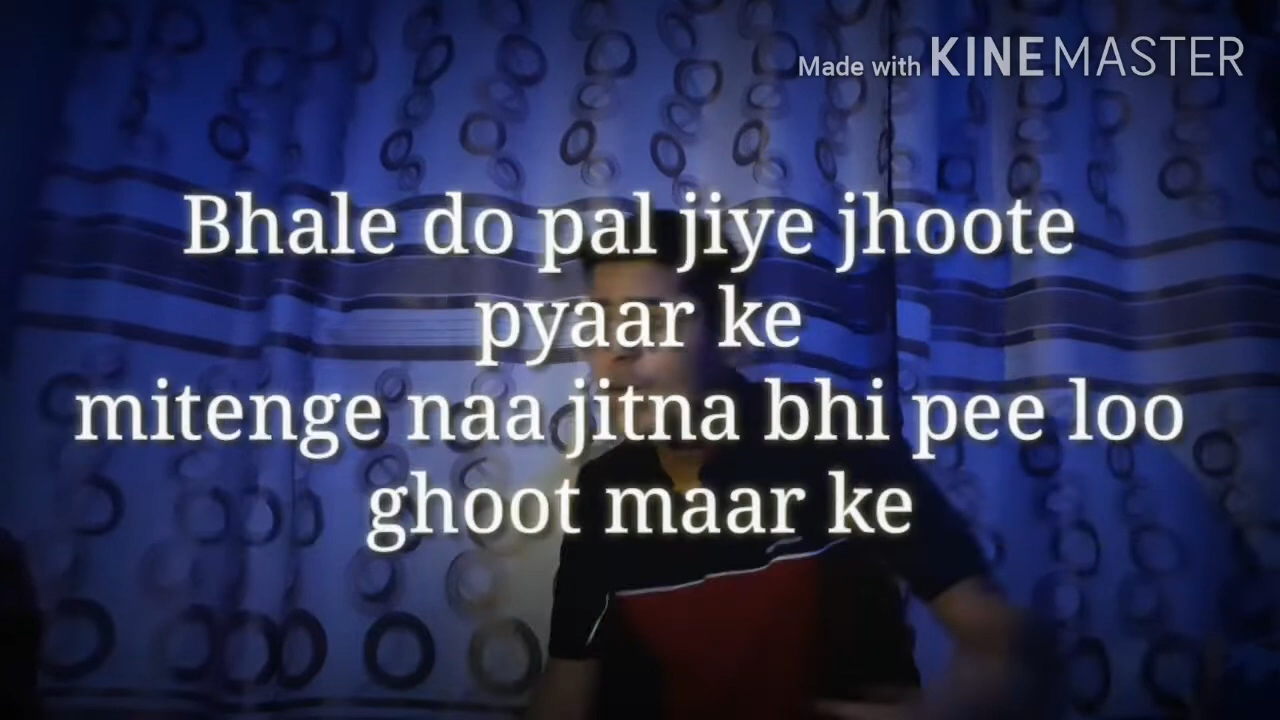 Made with KINEMASTER
Bhale do pal jiye jhoote
pyaar ke
mitenge naa jitna bhi pee loo
ghoot maar ke